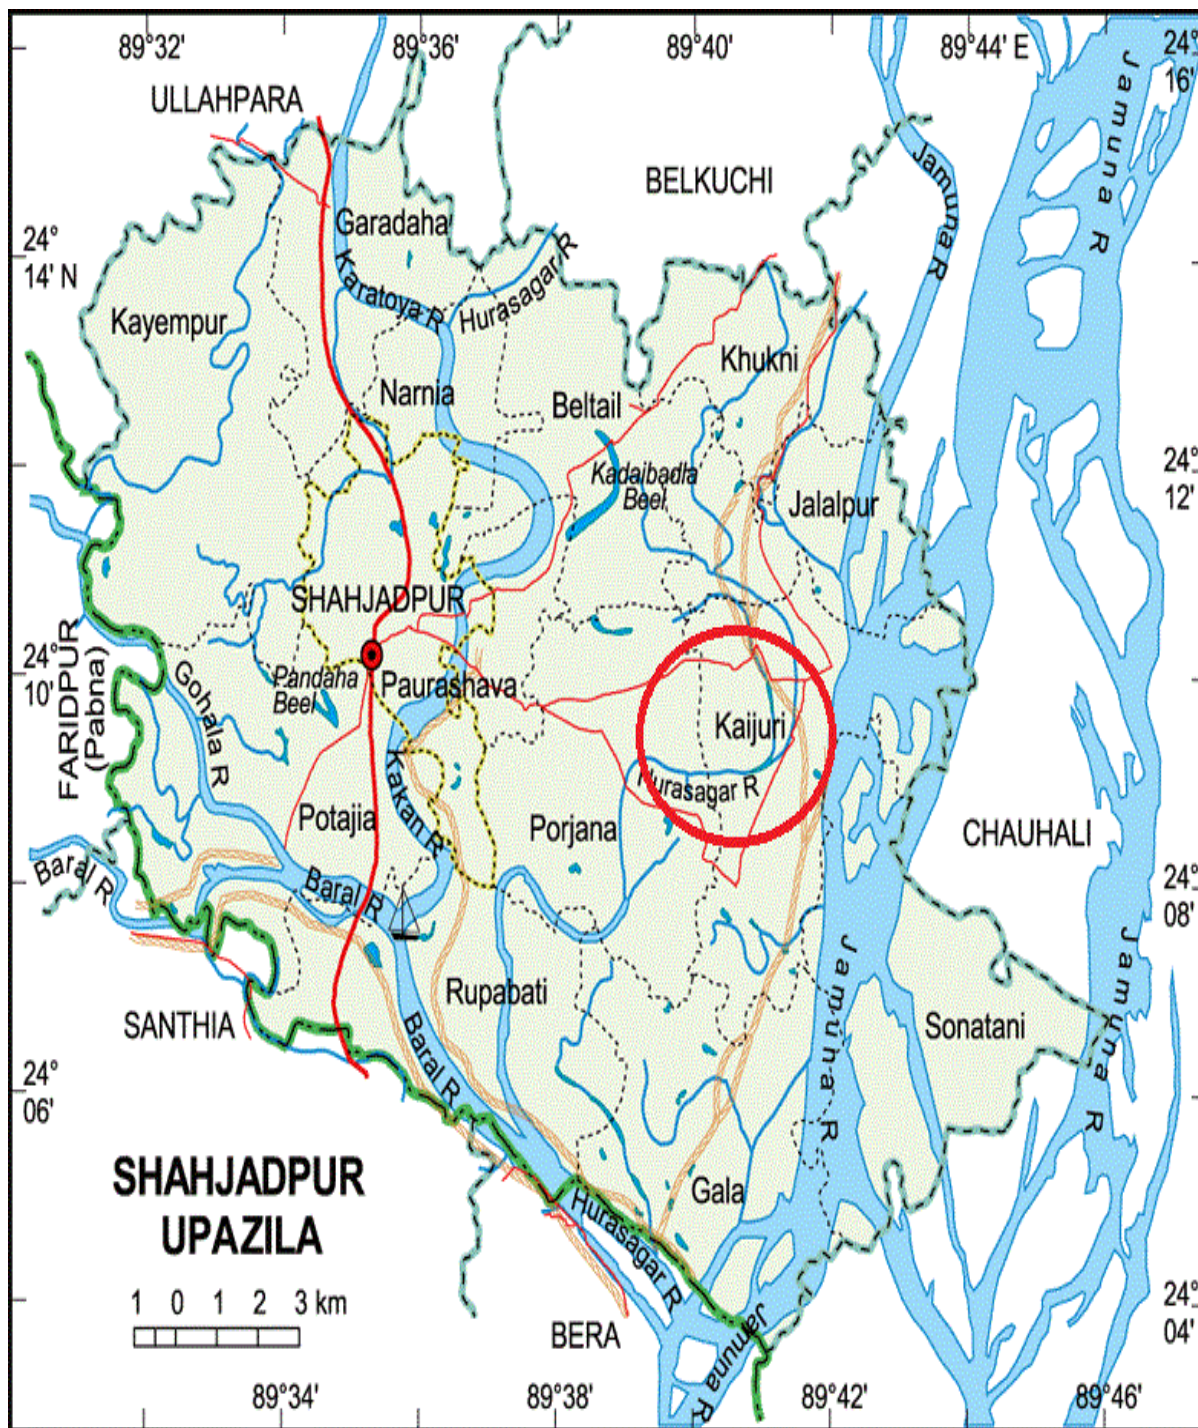 89°32'
89°36'
89°40'
89°44' E
24°
16'
ULLAHPARA
BELKUCHI
Jamuna R
Jamuna R
24°
14' N
Garadaha
Karatoya R
Hurasagar R
Kayempur
Khukni
Narnia
Beltail
Kadaibadla
Beel
Jalalpur
24°
12'
SHAHJADPUR
Pandaha
Beel
Paurashava
24°
10'
FARIDPUR
(Pabna)
Gohala R
Kaijuri
Hurasagar R
Kakan R
Potajia
Porjana
CHAUHALI
Baral R
Baral R
24°
08'
Rupabati
Jamuna R
Jamuna R
SANTHIA
Baral R
Sonatani
24°
06'
SHAHJADPUR
UPAZILA
Gala
Hurasagar R
1 0 1 2 3 km
BERA
Jamuna R
24°
04'
89°34'
89°38'
89°42'
89°46'